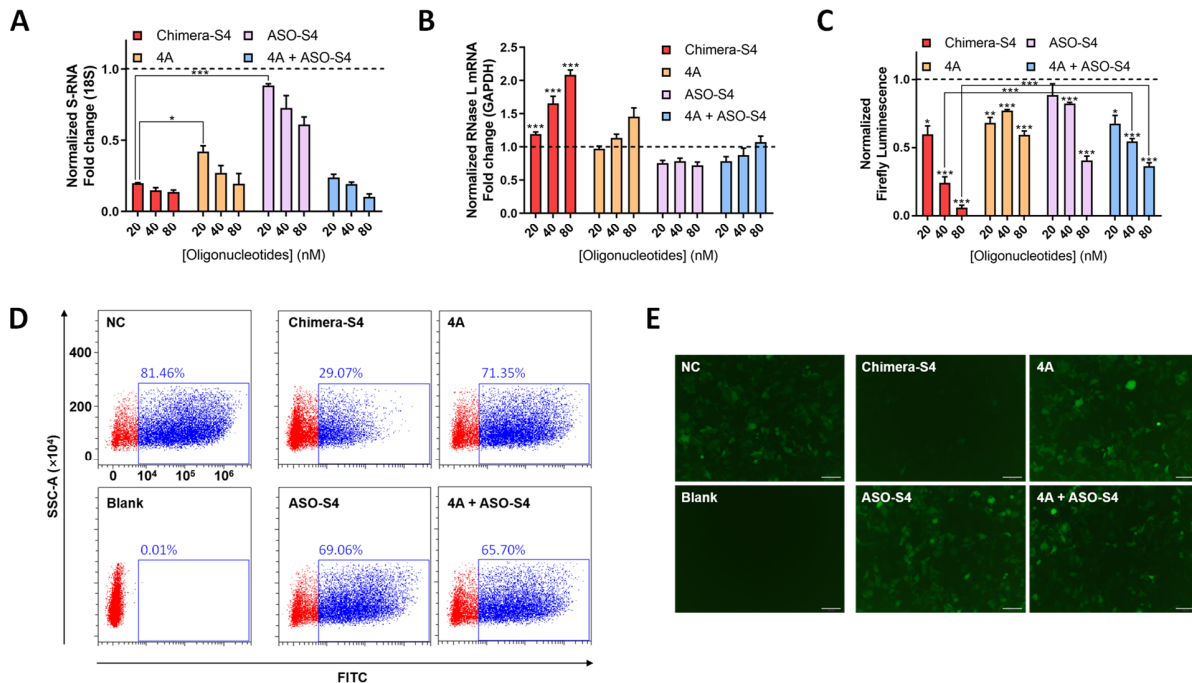 A
Chimera-S4
ASO-S4
4A
4A + ASO-S4
Normalized S-RNA
Fold change (18S)
1.0
0.5
0.0
***
*
20 40 80 20 40 80 20 40 80 20 40 80
[Oligonucleotides] (nM)
B
Normalized RNase L mRNA
Fold change (GAPDH)
2.5
2.0
1.5
1.0
0.5
0.0
*** *** ***
Chimera-S4
4A
ASO-S4
4A + ASO-S4
20 40 80 20 40 80 20 40 80 20 40 80
[Oligonucleotides] (nM)
C
Chimera-S4
ASO-S4
4A
4A + ASO-S4
Normalized
Firefly Luminescence
1.0
0.5
0.0
***
***
* *** *** ** *** *** *** *** * *** ***
20 40 80 20 40 80 20 40 80 20 40 80
[Oligonucleotides] (nM)
D
SSC-A (×10⁴)
400
200
0
NC
81.46%
0 10⁴ 10⁵ 10⁶
Chimera-S4
29.07%
4A
71.35%
Blank
0.01%
ASO-S4
69.06%
4A + ASO-S4
65.70%
FITC
E
NC
Chimera-S4
4A
Blank
ASO-S4
4A + ASO-S4